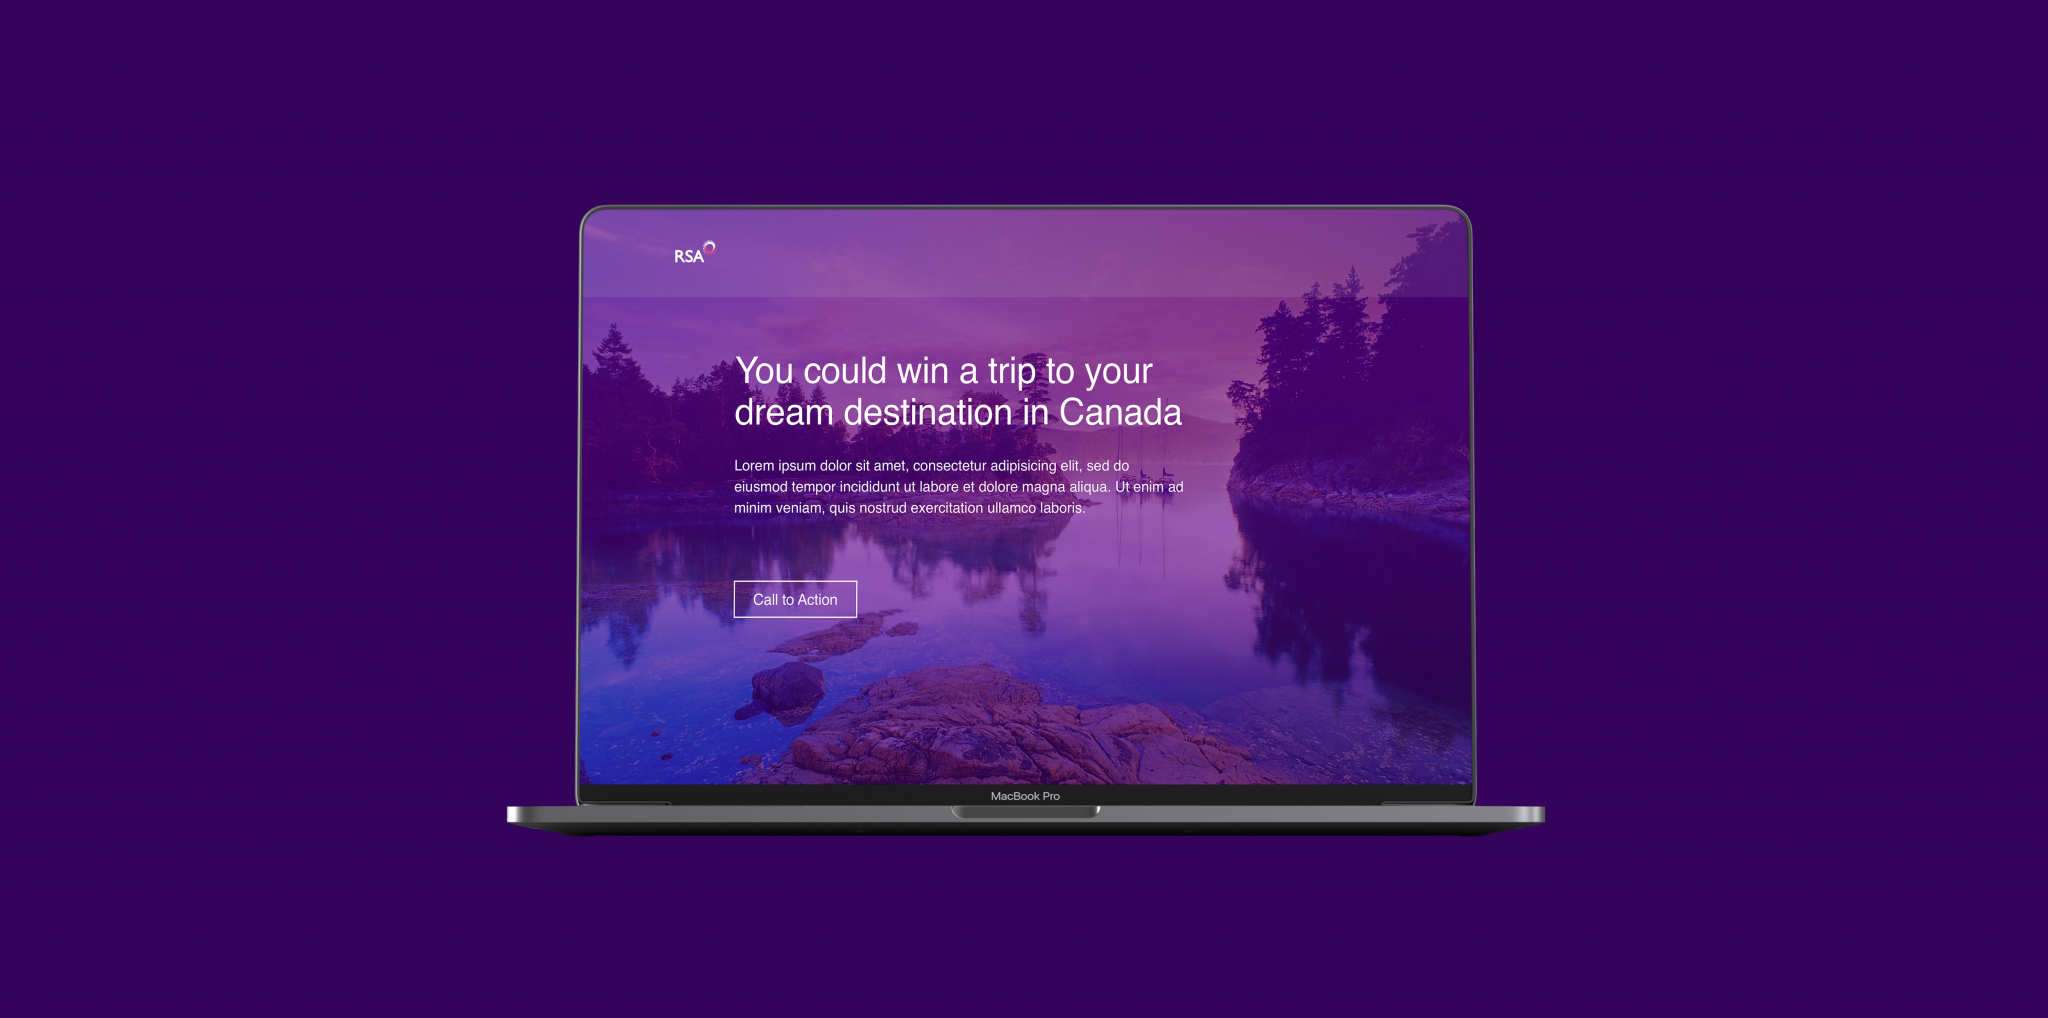 RSA
You could win a trip to your
dream destination in Canada
Lorem ipsum dolor sit amet, consectetur adipisicing elit, sed do
eiusmod tempor incididunt ut labore et dolore magna aliqua. Ut enim ad
minim veniam, quis nostrud exercitation ullamco laboris.
Call to Action
MacBook Pro